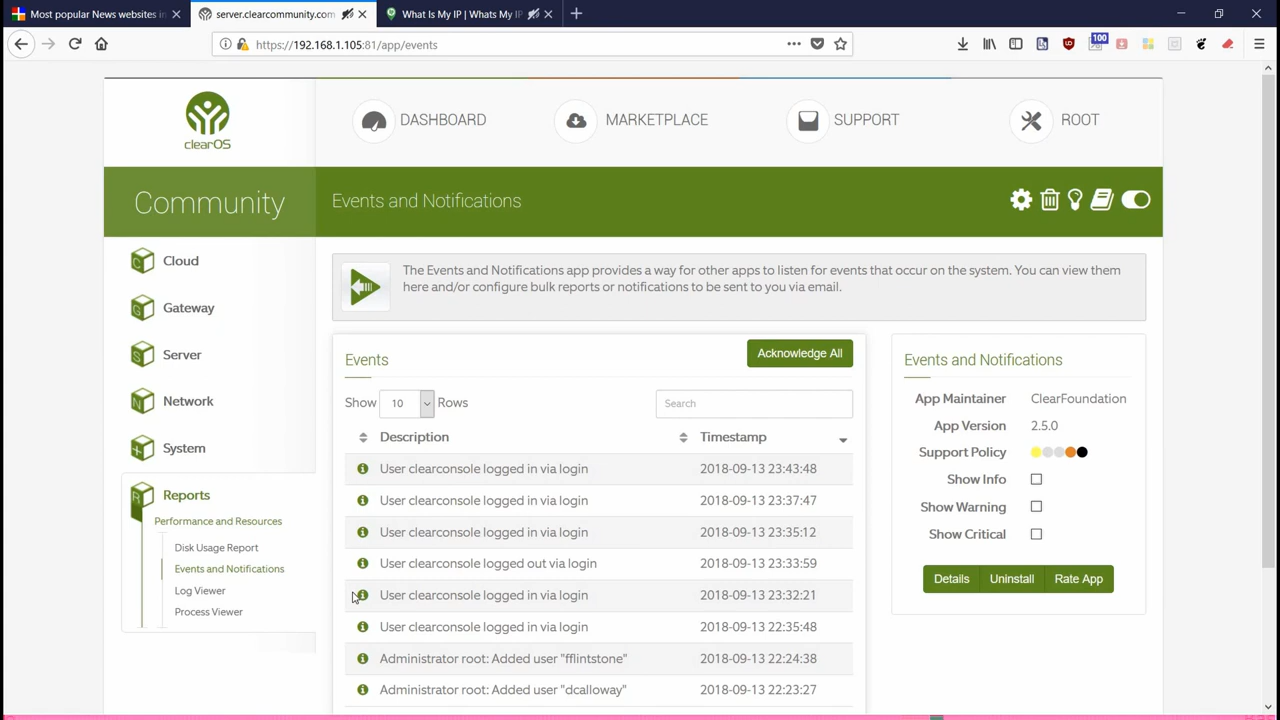 Most popular News websites in
server.clearcommunity.com
What Is My IP | Whats My IP
https://192.168.1.105:81/app/events
100
clearOS
DASHBOARD
MARKETPLACE
SUPPORT
ROOT
Community
Events and Notifications
Cloud
Gateway
Server
Network
System
Reports
Performance and Resources
Disk Usage Report
Events and Notifications
Log Viewer
Process Viewer
The Events and Notifications app provides a way for other apps to listen for events that occur on the system. You can view them
here and/or configure bulk reports or notifications to be sent to you via email.
Events
Acknowledge All
Show 10 Rows
Search
Description Timestamp
User clearconsole logged in via login 2018-09-13 23:43:48
User clearconsole logged in via login 2018-09-13 23:37:47
User clearconsole logged in via login 2018-09-13 23:35:12
User clearconsole logged out via login 2018-09-13 23:33:59
User clearconsole logged in via login 2018-09-13 23:32:21
User clearconsole logged in via login 2018-09-13 22:35:48
Administrator root: Added user "fflintstone" 2018-09-13 22:24:38
Administrator root: Added user "dcalloway" 2018-09-13 22:23:27
Events and Notifications
App Maintainer ClearFoundation
App Version 2.5.0
Support Policy
Show Info
Show Warning
Show Critical
Details Uninstall Rate App